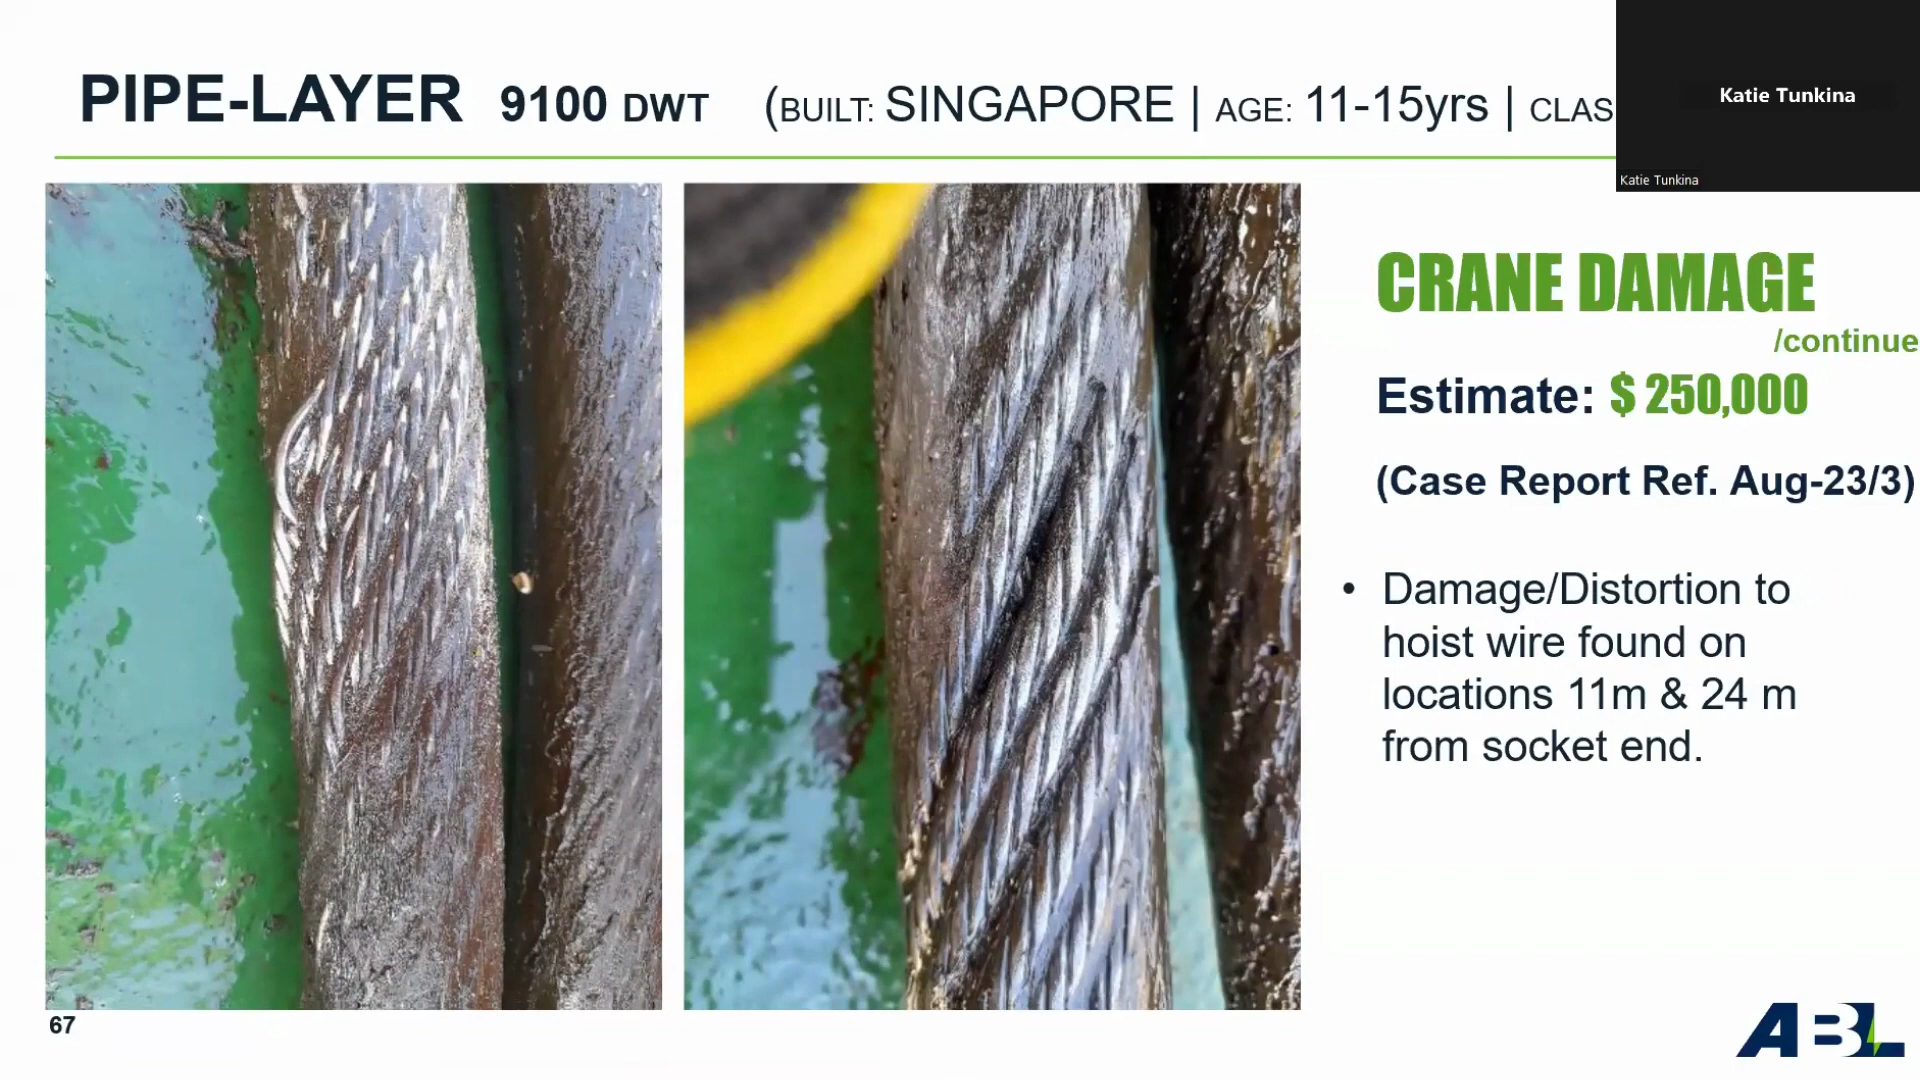 PIPE-LAYER 9100 DWT (BUILT: SINGAPORE | AGE: 11-15yrs | CLAS
Katie Tunkina
Katie Tunkina
CRANE DAMAGE
/continue
Estimate: $ 250,000
(Case Report Ref. Aug-23/3)
• Damage/Distortion to
hoist wire found on
locations 11m & 24 m
from socket end.
67
ABL